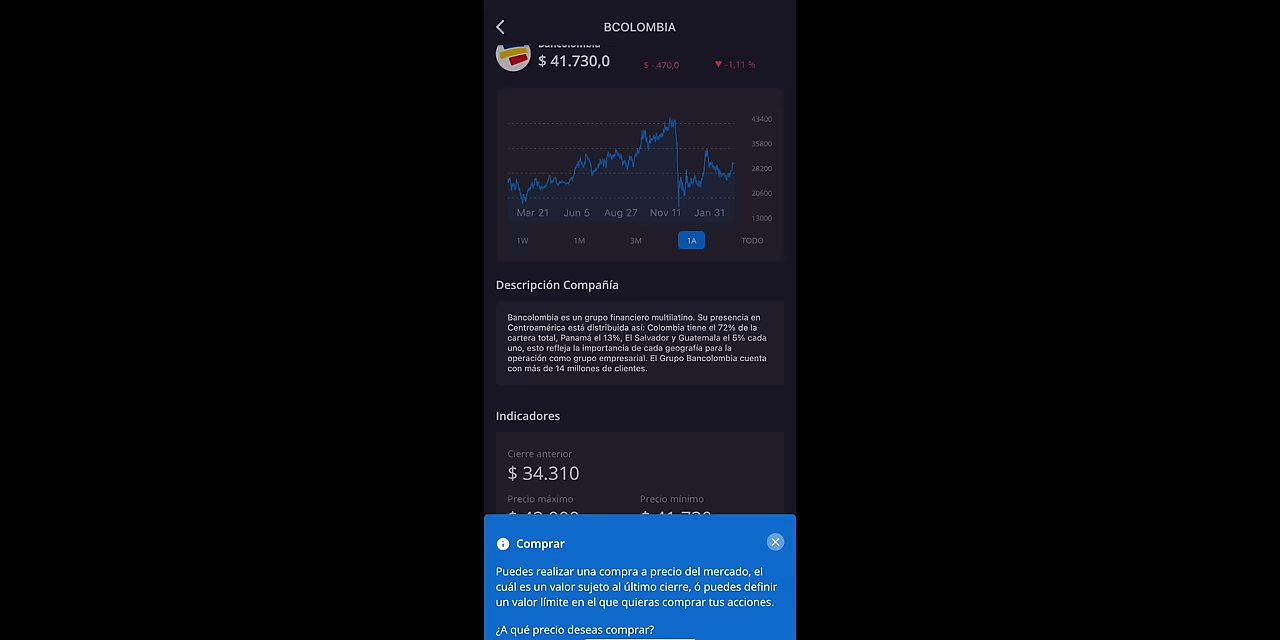 BCOLOMBIA
Bancolombia
$ 41.730,0
$ -.470,0
▼ -1,11 %
43400
35800
28200
20600
13000
Mar 21 Jun 5 Aug 27 Nov 11 Jan 31
1W 1M 3M 1A TODO
Descripción Compañía
Bancolombia es un grupo financiero multilatino. Su presencia en
Centroamérica está distribuida así: Colombia tiene el 72% de la
cartera total, Panamá el 13%, El Salvador y Guatemala el 5% cada
uno, esto refleja la importancia de cada geografía para la
operación como grupo empresarial. El Grupo Bancolombia cuenta
con más de 14 millones de clientes.
Indicadores
Cierre anterior
$ 34.310
Precio máximo Precio mínimo
Comprar
Puedes realizar una compra a precio del mercado, el
cuál es un valor sujeto al último cierre, ó puedes definir
un valor límite en el que quieras comprar tus acciones.
¿A qué precio deseas comprar?